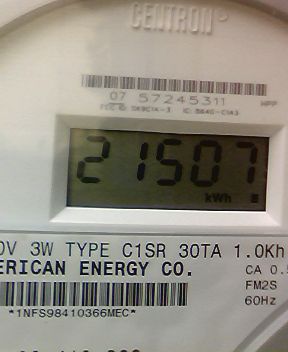 CENTRON®
07 57245311 WPP
21507
kWh
0V 3W TYPE C1SR 30TA 1.0Kh
ERICAN ENERGY CO. CA 0.5
FM2S
60Hz
*1NFS98410366MEC*